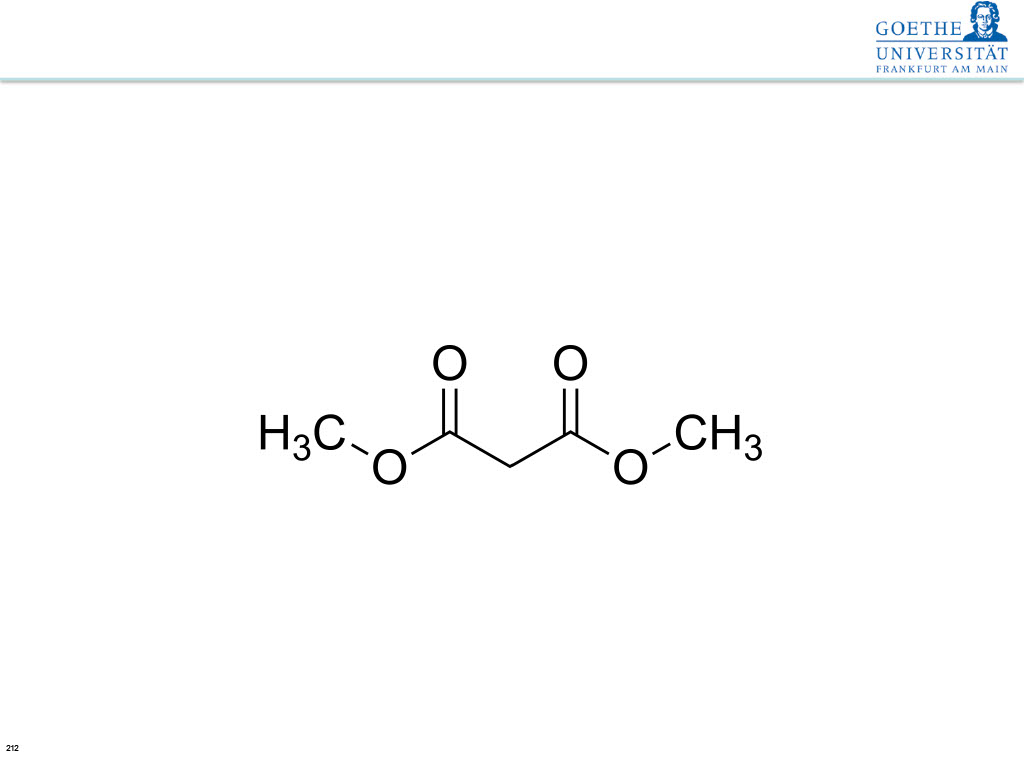 GOETHE
UNIVERSITÄT
FRANKFURT AM MAIN
O O
H3C CH3
O O
212